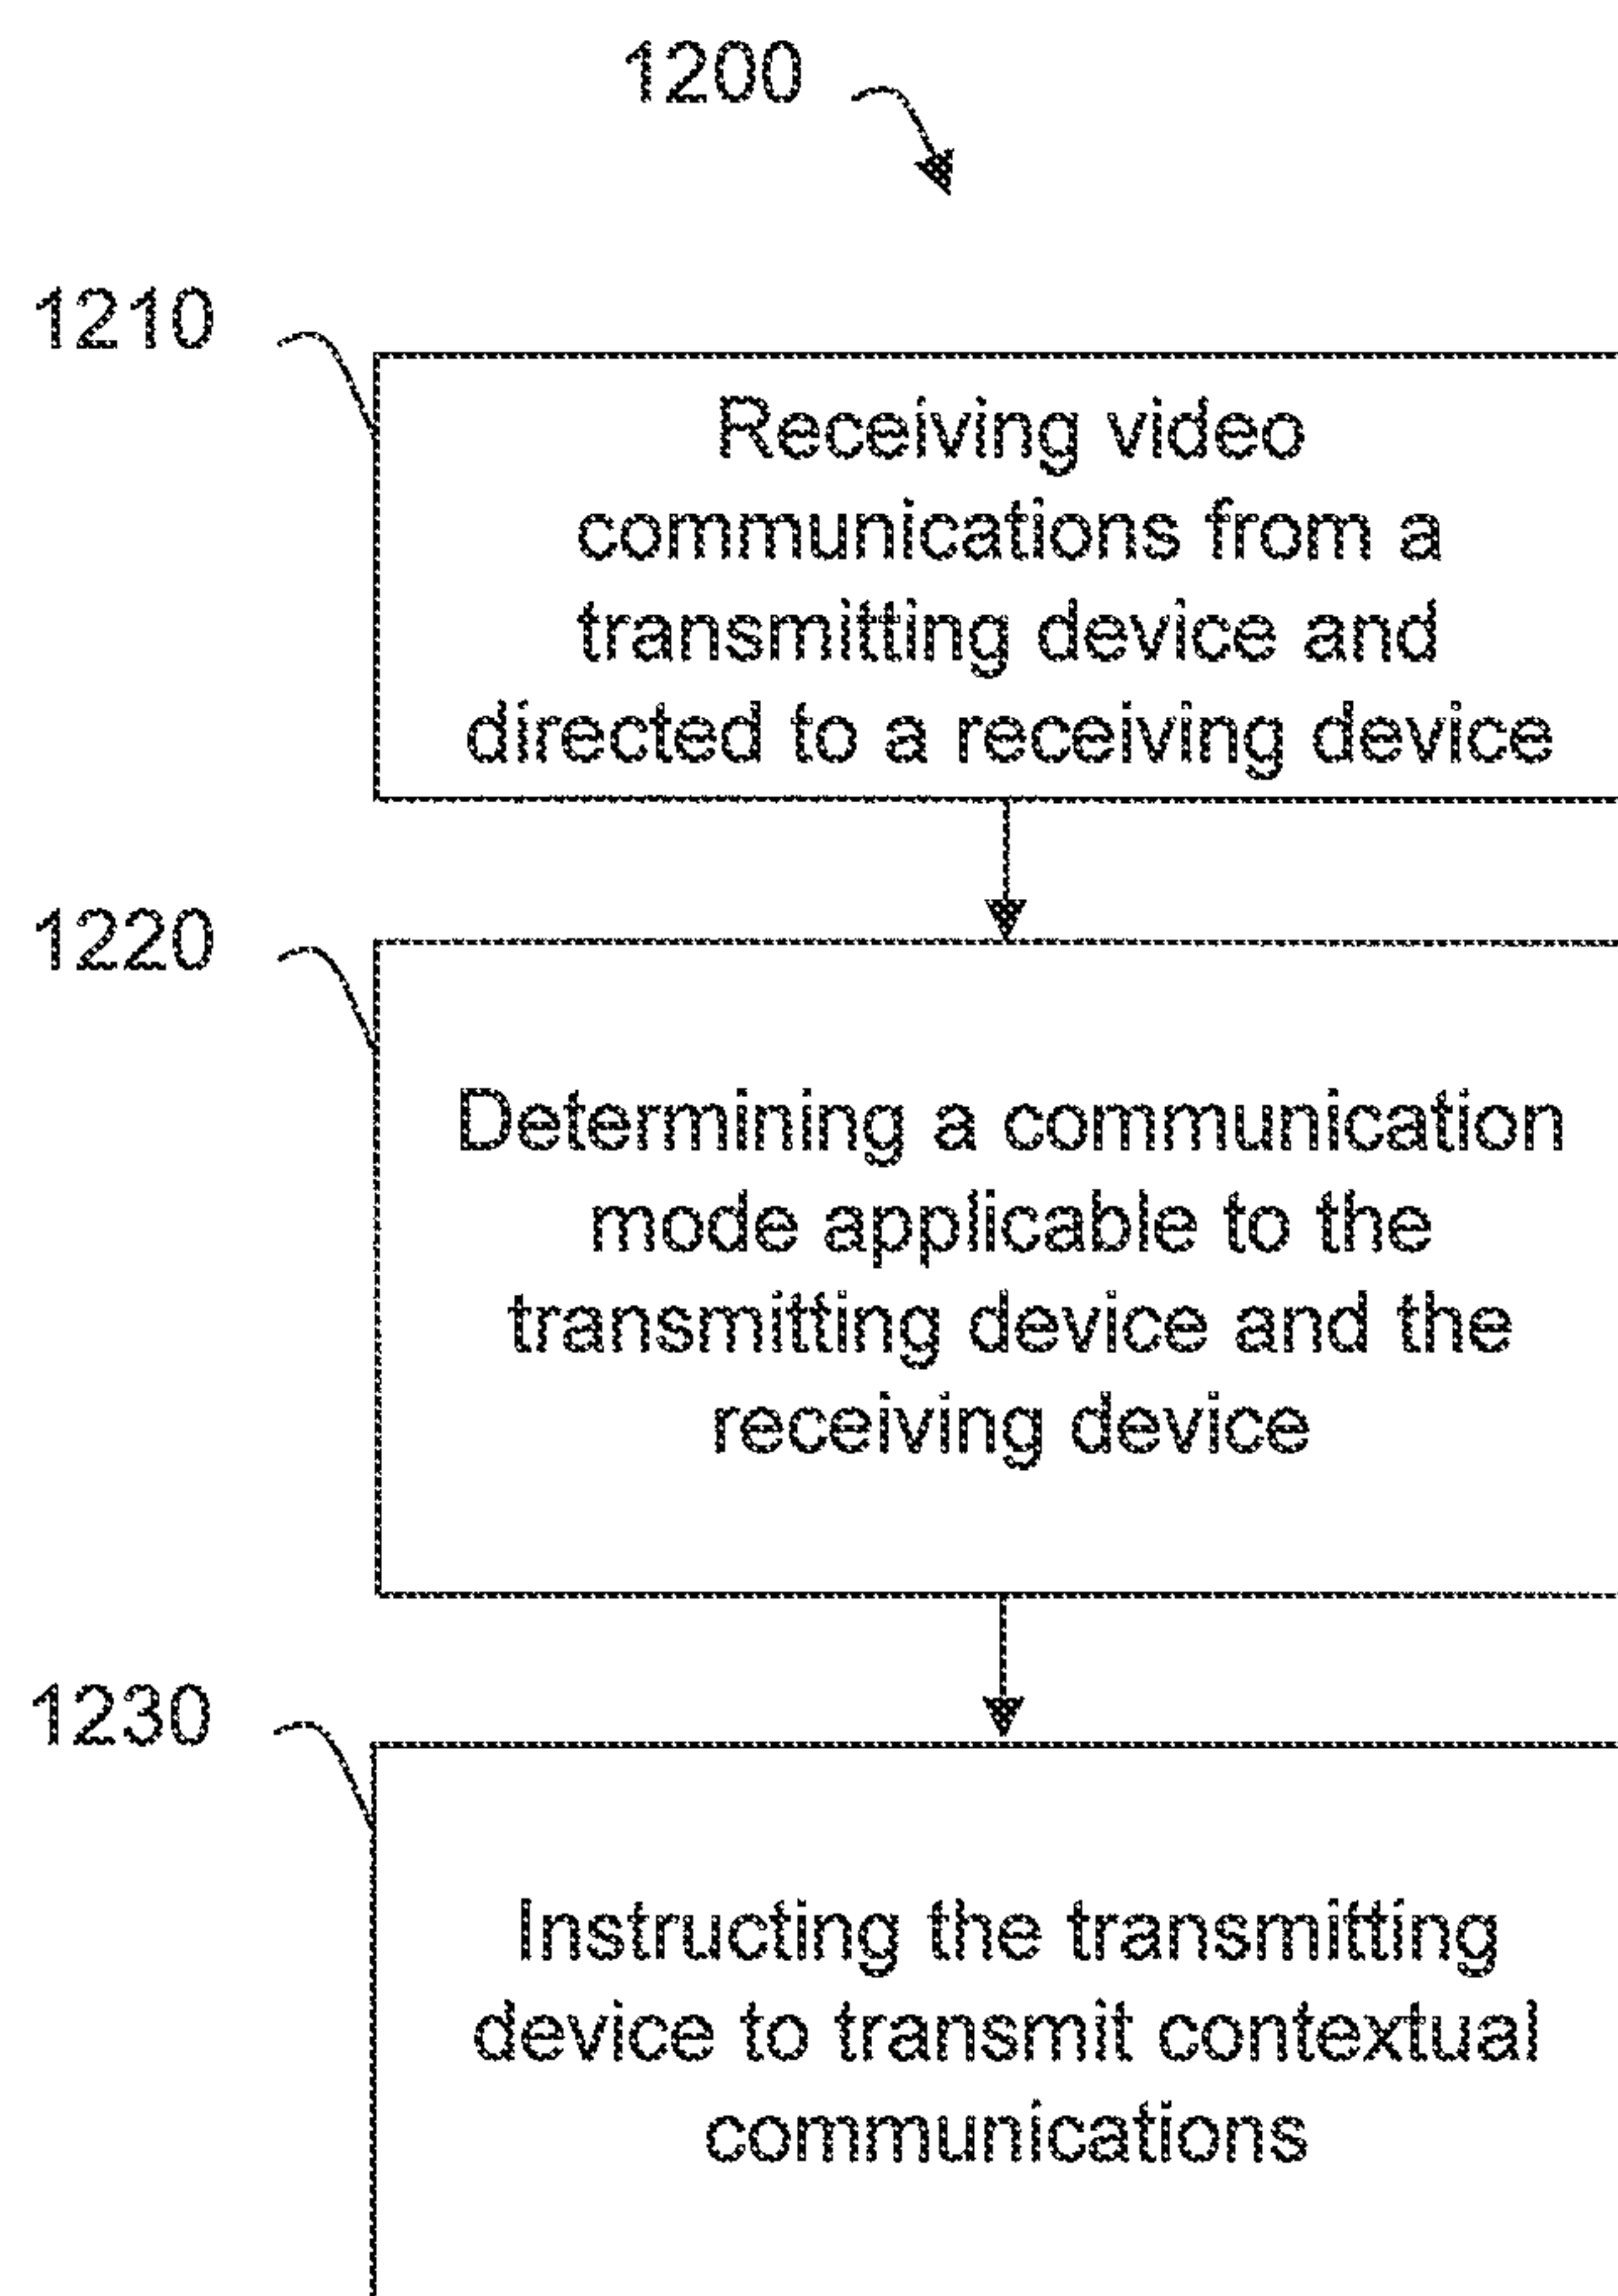 1200
1210
Receiving video
communications from a
transmitting device and
directed to a receiving device
1220
Determining a communication
mode applicable to the
transmitting device and the
receiving device
1230
Instructing the transmitting
device to transmit contextual
communications